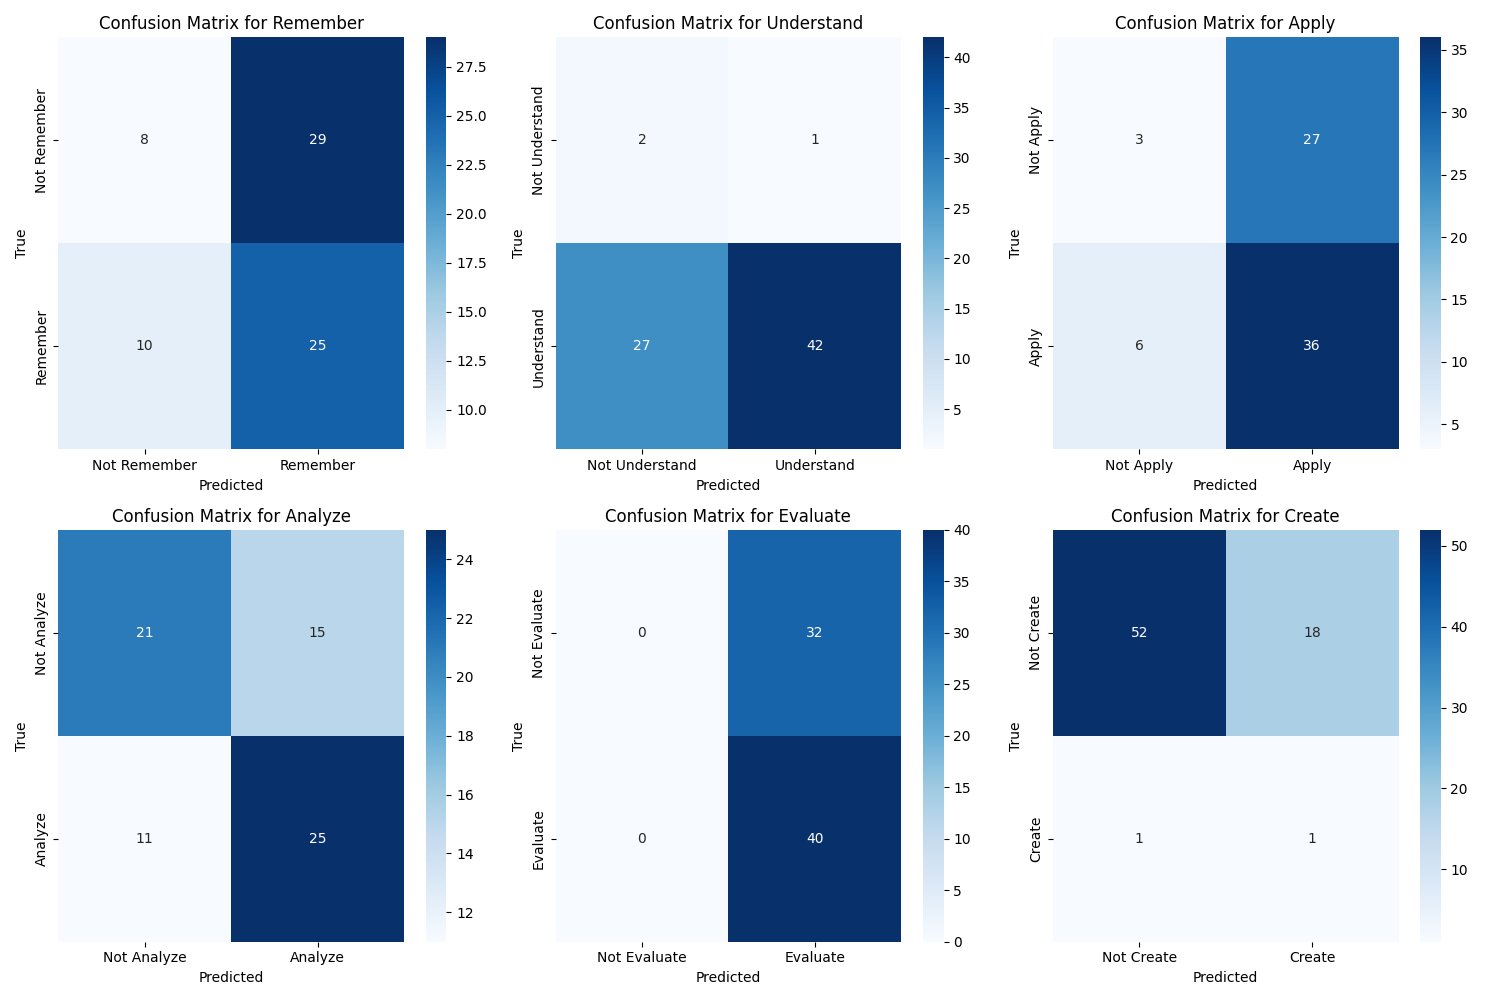 Confusion Matrix for Remember
Not Remember
Remember
True
8
29
10
25
Not Remember
Remember
Predicted
27.5
25.0
22.5
20.0
17.5
15.0
12.5
10.0
Confusion Matrix for Understand
Not Understand
Understand
True
2
1
27
42
Not Understand
Understand
Predicted
40
35
30
25
20
15
10
5
Confusion Matrix for Apply
Not Apply
Apply
True
3
27
6
36
Not Apply
Apply
Predicted
35
30
25
20
15
10
5
Confusion Matrix for Analyze
Not Analyze
Analyze
True
21
15
11
25
Not Analyze
Analyze
Predicted
24
22
20
18
16
14
12
Confusion Matrix for Evaluate
Not Evaluate
Evaluate
True
0
32
0
40
Not Evaluate
Evaluate
Predicted
40
35
30
25
20
15
10
5
0
Confusion Matrix for Create
Not Create
Create
True
52
18
1
1
Not Create
Create
Predicted
50
40
30
20
10